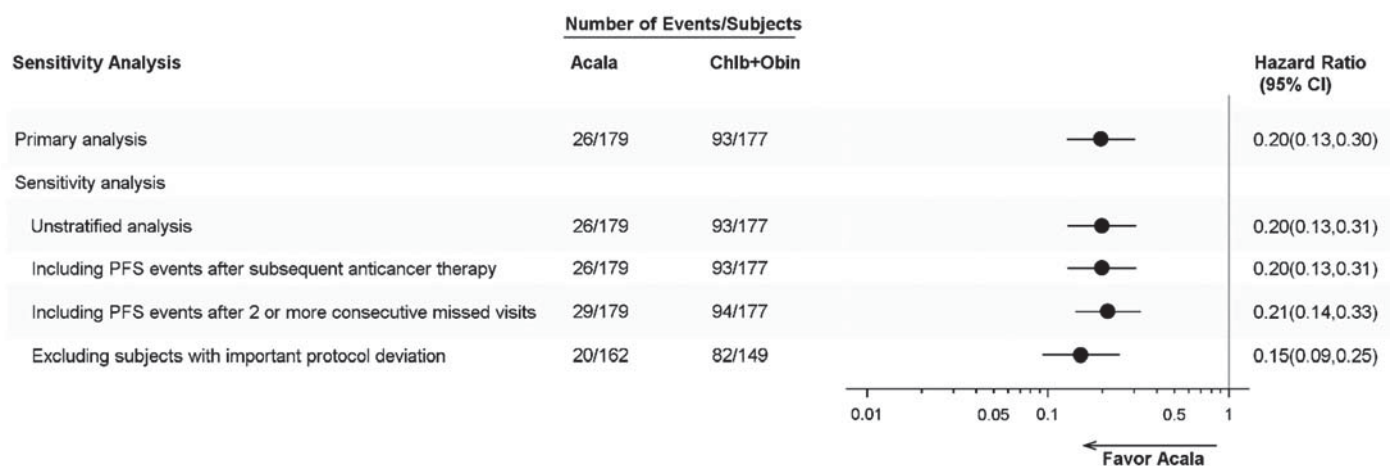 Number of Events/Subjects
Sensitivity Analysis Acala Chlb+Obin Hazard Ratio
(95% CI)
Primary analysis 26/179 93/177 0.20(0.13,0.30)
Sensitivity analysis
Unstratified analysis 26/179 93/177 0.20(0.13,0.31)
Including PFS events after subsequent anticancer therapy 26/179 93/177 0.20(0.13,0.31)
Including PFS events after 2 or more consecutive missed visits 29/179 94/177 0.21(0.14,0.33)
Excluding subjects with important protocol deviation 20/162 82/149 0.15(0.09,0.25)
0.01 0.05 0.1 0.5 1
Favor Acala